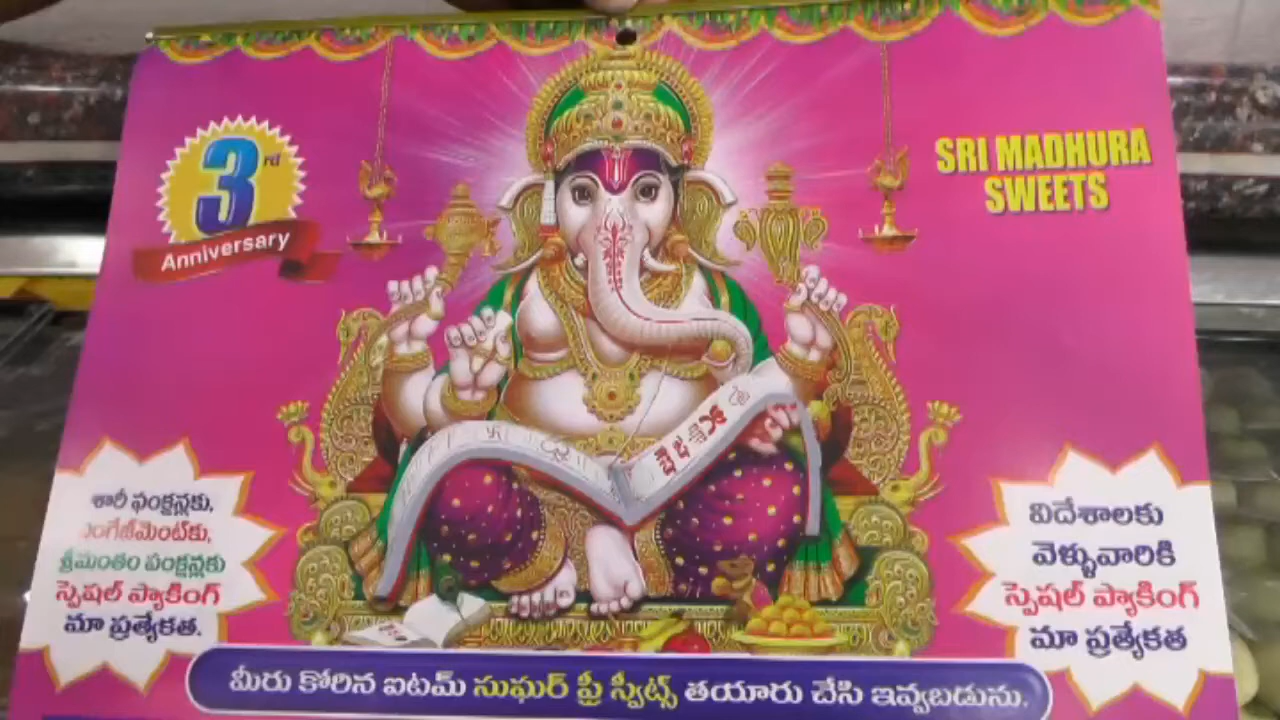 3rd
Anniversary
SRI MADHURA
SWEETS
శారీ ఫంక్షన్లకు,
ఎంగేజ్‌మెంట్‌కు,
శ్రీమంతం ఫంక్షన్లకు
స్పెషల్ ప్యాకింగ్
మా ప్రత్యేకత.
విదేశాలకు
వెళ్ళువారికి
స్పెషల్ ప్యాకింగ్
మా ప్రత్యేకత
మీరు కోరిన ఐటమ్ సుఘర్ ఫ్రీ స్వీట్స్ తయారు చేసి ఇవ్వబడును.